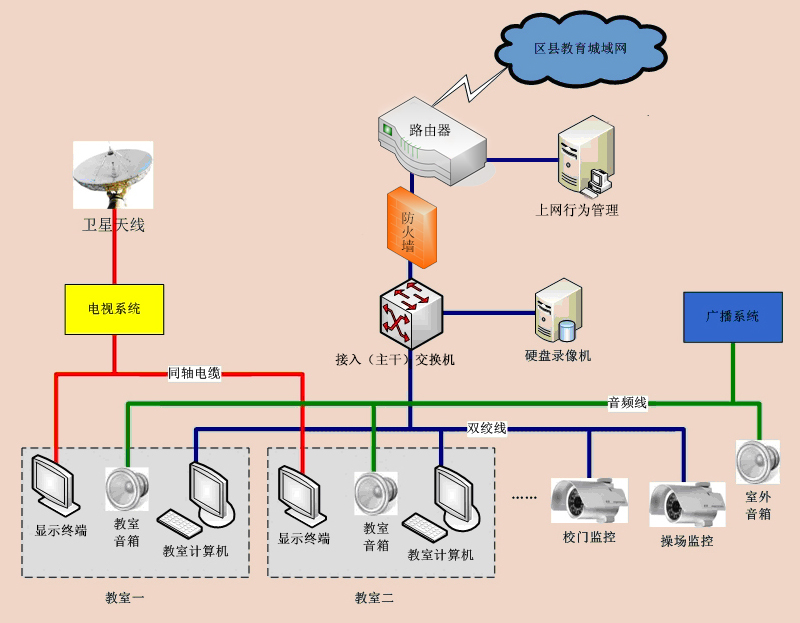 区县教育城域网
路由器
上网行为管理
卫星天线
防
火
墙
电视系统
广播系统
接入（主干）交换机
硬盘录像机
同轴电缆
音频线
双绞线
显示终端
教室
音箱
教室计算机
显示终端
教室
音箱
教室计算机
……
校门监控
操场监控
室外
音箱
教室一
教室二